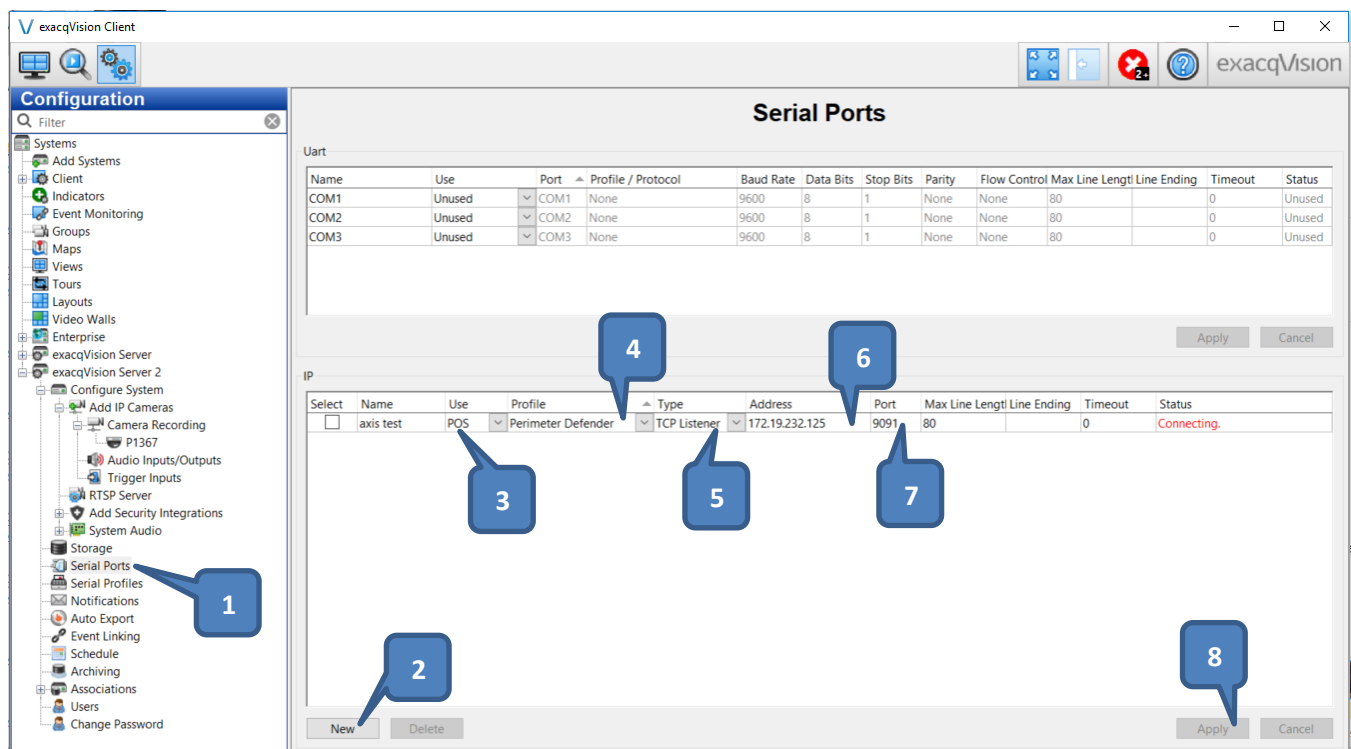 exacqVision Client
2+
exacqVision
Configuration
Filter
Systems
Add Systems
Client
Indicators
Event Monitoring
Groups
Maps
Views
Tours
Layouts
Video Walls
Enterprise
exacqVision Server
exacqVision Server 2
Configure System
Add IP Cameras
Camera Recording
P1367
Audio Inputs/Outputs
Trigger Inputs
RTSP Server
Add Security Integrations
System Audio
Storage
Serial Ports
Serial Profiles
Notifications
Auto Export
Event Linking
Schedule
Archiving
Associations
Users
Change Password
1
Serial Ports
Uart
Name Use Port Profile / Protocol Baud Rate Data Bits Stop Bits Parity Flow Control Max Line Lengt Line Ending Timeout Status
COM1 Unused COM1 None 9600 8 1 None None 80 0 Unused
COM2 Unused COM2 None 9600 8 1 None None 80 0 Unused
COM3 Unused COM3 None 9600 8 1 None None 80 0 Unused
Apply Cancel
4
6
IP
Select Name Use Profile Type Address Port Max Line Lengt Line Ending Timeout Status
axis test POS Perimeter Defender TCP Listener 172.19.232.125 9091 80 0 Connecting.
3
5
7
2
8
New Delete Apply Cancel